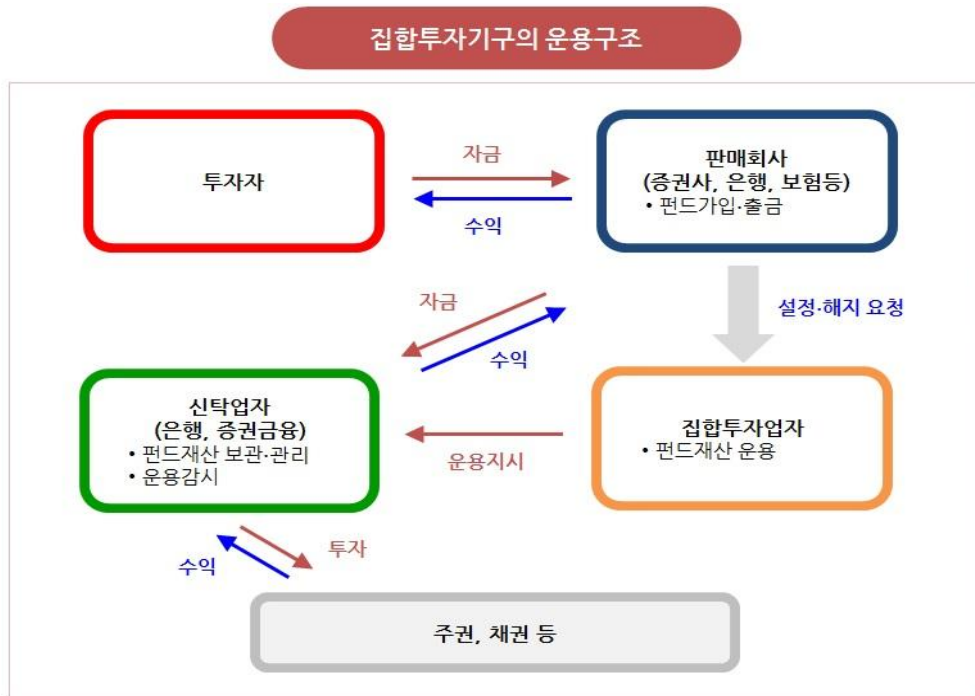 집합투자기구의 운용구조
투자자
자금
수익
판매회사
(증권사, 은행, 보험등)
• 펀드가입·출금
자금
수익
설정·해지 요청
신탁업자
(은행, 증권금융)
• 펀드재산 보관·관리
• 운용감시
운용지시
집합투자업자
• 펀드재산 운용
수익
투자
주권, 채권 등